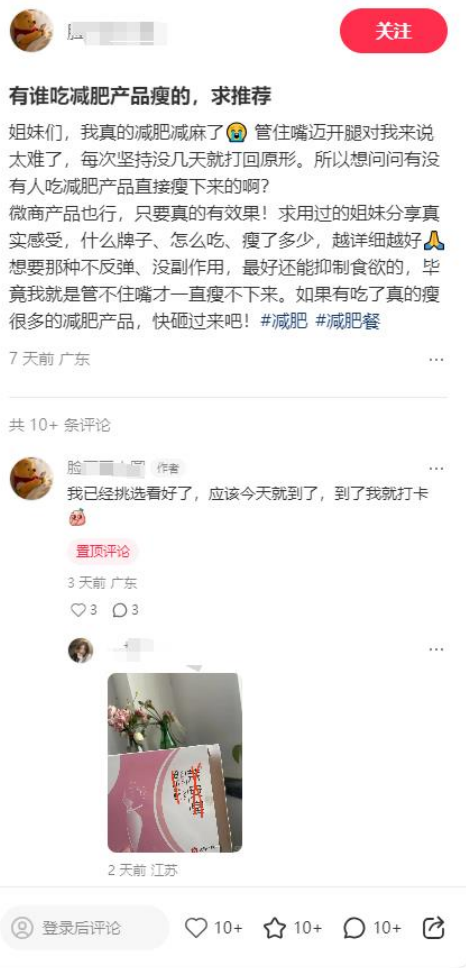 脸
关注
有谁吃减肥产品瘦的，求推荐
姐妹们，我真的减肥减麻了😭 管住嘴迈开腿对我来说
太难了，每次坚持没几天就打回原形。所以想问问有没
有人吃减肥产品直接瘦下来的啊？
微商产品也行，只要真的有效果！求用过的姐妹分享真
实感受，什么牌子、怎么吃、瘦了多少，越详细越好🙏
想要那种不反弹、没副作用，最好还能抑制食欲的，毕
竟我就是管不住嘴才一直瘦不下来。如果有吃了真的瘦
很多的减肥产品，快砸过来吧！#减肥 #减肥餐
7 天前 广东
共 10+ 条评论
脸
作者
我已经挑选看好了，应该今天就到了，到了我就打卡
置顶评论
3 天前 广东
3 3
2 天前 江苏
登录后评论 10+ 10+ 10+